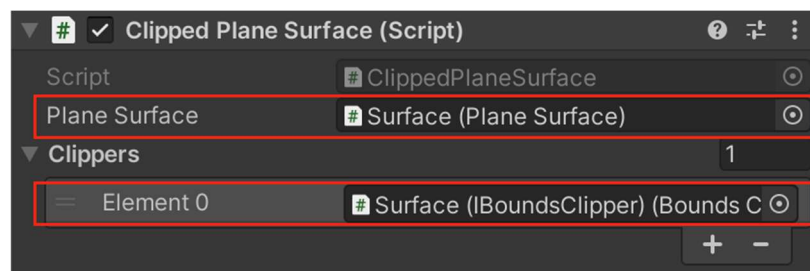 Clipped Plane Surface (Script)
Script ClippedPlaneSurface
Plane Surface Surface (Plane Surface)
Clippers 1
Element 0 Surface (IBoundsClipper) (Bounds C